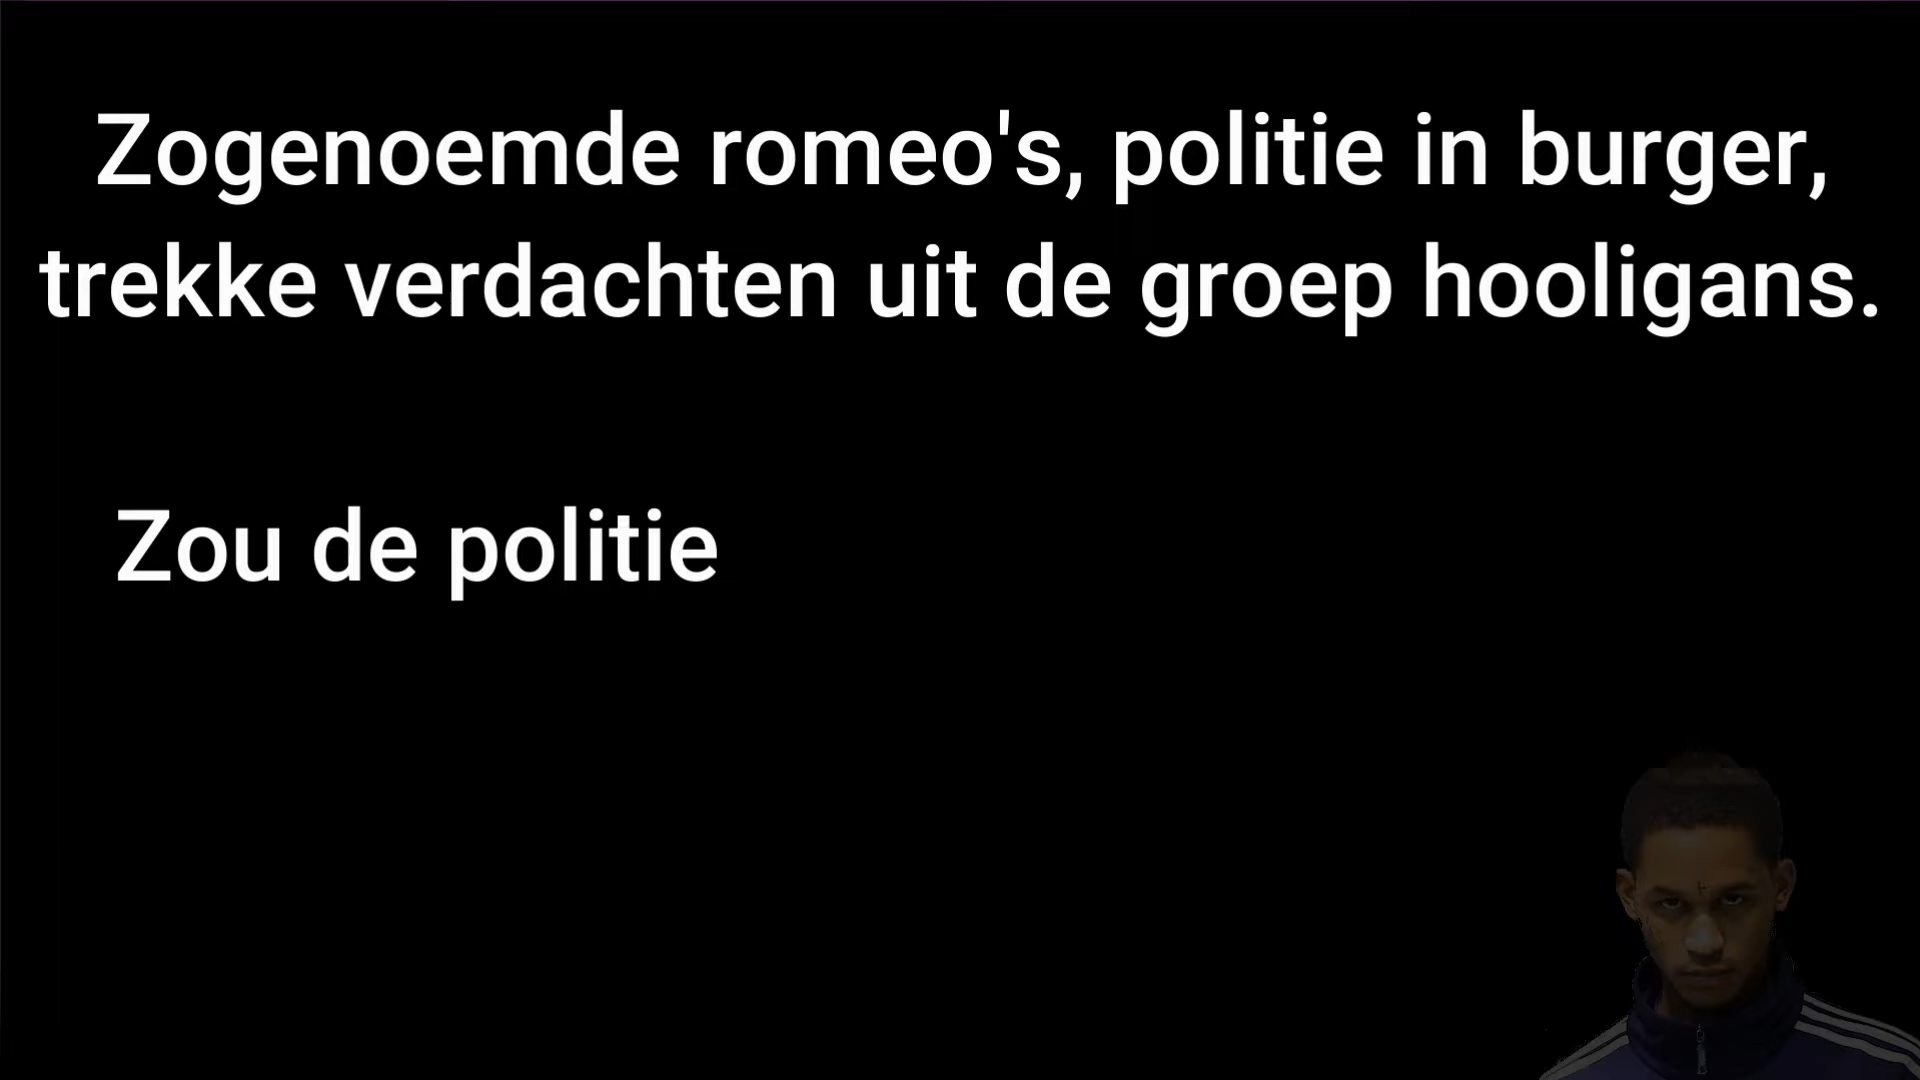 Zogenoemde romeo's, politie in burger,
trekke verdachten uit de groep hooligans.
Zou de politie